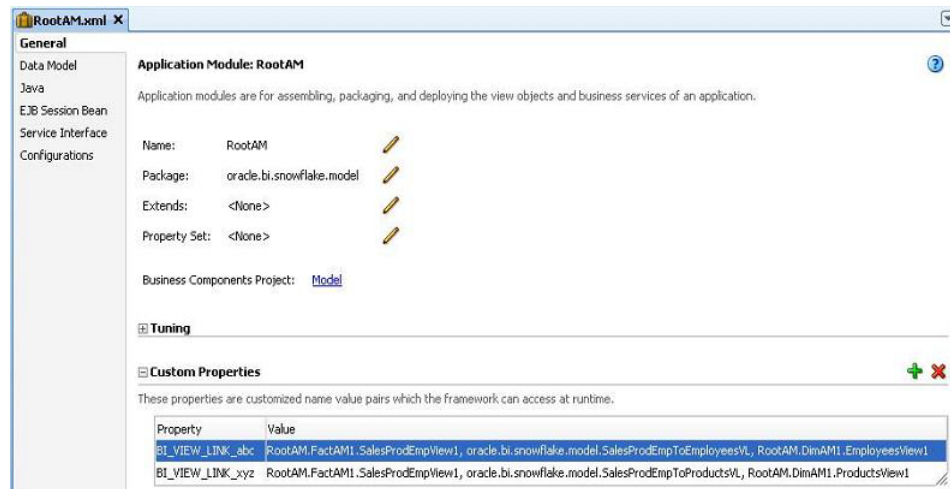 RootAM.xml
General
Data Model
Java
EJB Session Bean
Service Interface
Configurations
Application Module: RootAM
Application modules are for assembling, packaging, and deploying the view objects and business services of an application.
Name: RootAM
Package: oracle.bi.snowflake.model
Extends: <None>
Property Set: <None>
Business Components Project: Model
Tuning
Custom Properties
These properties are customized name value pairs which the framework can access at runtime.
Property Value
BI_VIEW_LINK_abc RootAM.FactAM1.SalesProdEmpView1, oracle.bi.snowflake.model.SalesProdEmpToEmployeesVL, RootAM.DimAM1.EmployeesView1
BI_VIEW_LINK_xyz RootAM.FactAM1.SalesProdEmpView1, oracle.bi.snowflake.model.SalesProdEmpToProductsVL, RootAM.DimAM1.ProductsView1